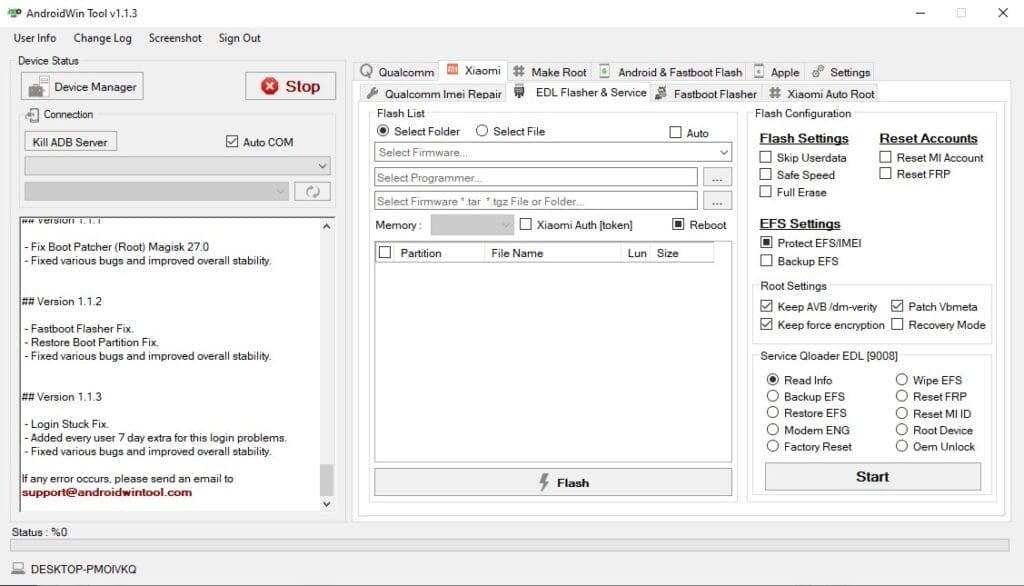 AndroidWin Tool v1.1.3
User Info Change Log Screenshot Sign Out
Device Status
Device Manager
Stop
Connection
Kill ADB Server
Auto COM
## Version 1.1.1
- Fix Boot Patcher (Root) Magisk 27.0
- Fixed various bugs and improved overall stability.
## Version 1.1.2
- Fastboot Flasher Fix.
- Restore Boot Partition Fix.
- Fixed various bugs and improved overall stability.
## Version 1.1.3
- Login Stuck Fix.
- Added every user 7 day extra for this login problems.
- Fixed various bugs and improved overall stability.
If any error occurs, please send an email to
support@androidwintool.com
Qualcomm Xiaomi Make Root Android & Fastboot Flash Apple Settings
Qualcomm Imei Repair EDL Flasher & Service Fastboot Flasher Xiaomi Auto Root
Flash List
Select Folder Select File Auto
Select Firmware...
Select Programmer... ...
Select Firmware *.tar *.tgz File or Folder... ...
Memory : Xiaomi Auth [token] Reboot
Partition File Name Lun Size
Flash
Flash Configuration
Flash Settings Reset Accounts
Skip Userdata Reset MI Account
Safe Speed Reset FRP
Full Erase
EFS Settings
Protect EFS/IMEI
Backup EFS
Root Settings
Keep AVB /dm-verity Patch Vbmeta
Keep force encryption Recovery Mode
Service Qloader EDL [9008]
Read Info Wipe EFS
Backup EFS Reset FRP
Restore EFS Reset MI ID
Modem ENG Root Device
Factory Reset Oem Unlock
Start
Status : %0
DESKTOP-PMOIVKQ